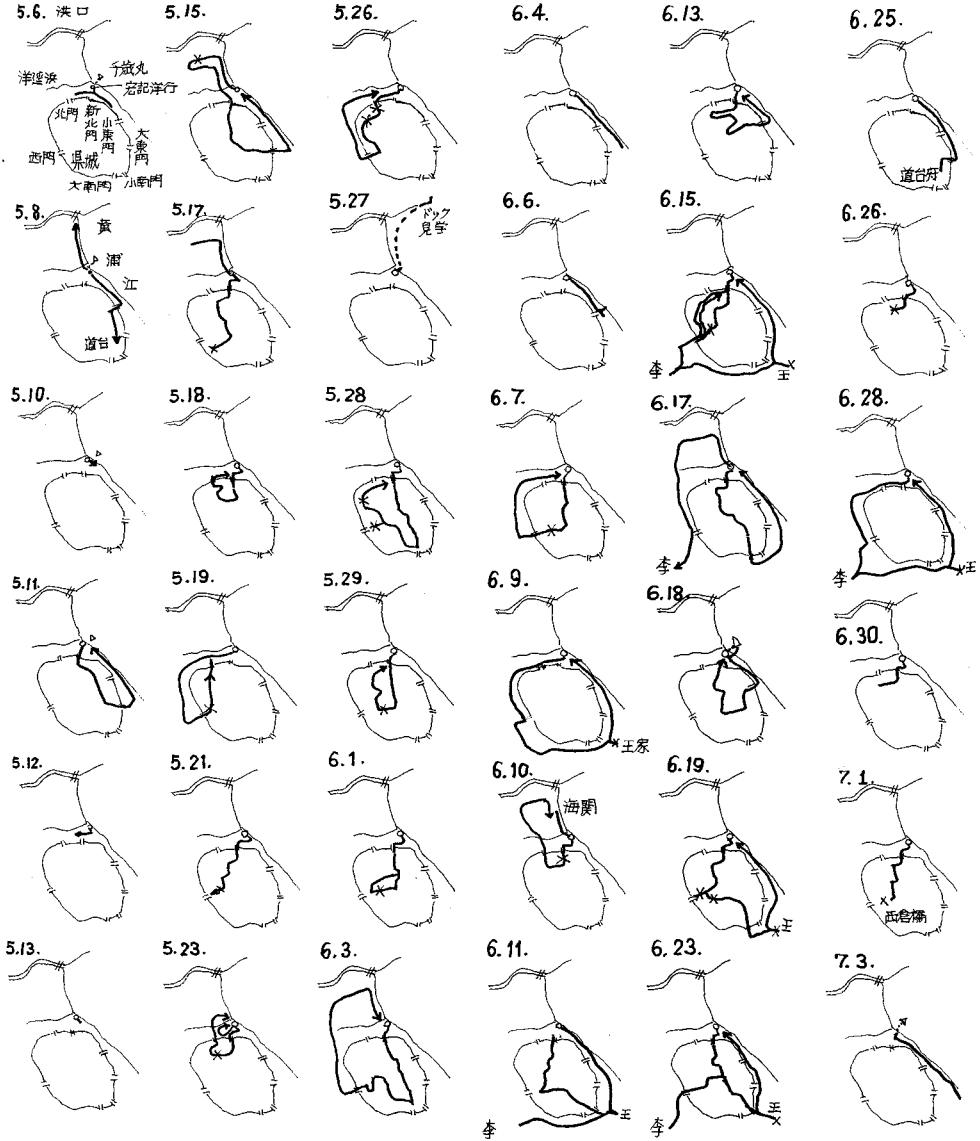 5.6. 洪口
千歳丸
洋涇浜
宏記洋行
北門
新北門
小東門
大東門
西門
県城
大南門
小南門
5.15.
5.26.
6.4.
6.13.
6.25.
道台府
5.8.
黄
浦
江
道台
5.17.
5.27
ドック
見学
6.6.
6.15.
李
王
6.26.
5.10.
5.18.
5.28
6.7.
6.17.
李
6.28.
李
王
5.11.
5.19.
5.29.
6.9.
王家
6.18.
6.30.
5.12.
5.21.
6.1.
6.10.
海関
6.19.
王
7.1.
西倉橋
5.13.
5.23.
6.3.
6.11.
李
王
6.23.
李
王
7.3.